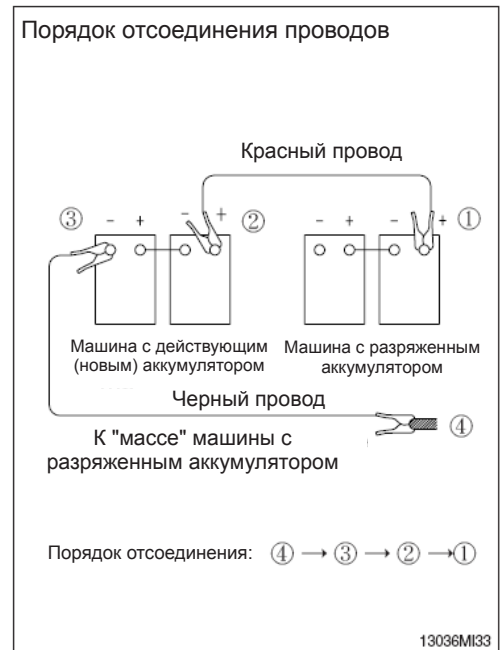 Порядок отсоединения проводов
Красный провод
③ - + - + ② - + - + ①
Машина с действующим
(новым) аккумулятором
Машина с разряженным
аккумулятором
Черный провод
④
К "массе" машины с
разряженным аккумулятором
Порядок отсоединения: ④ → ③ → ② → ①
13036MI33